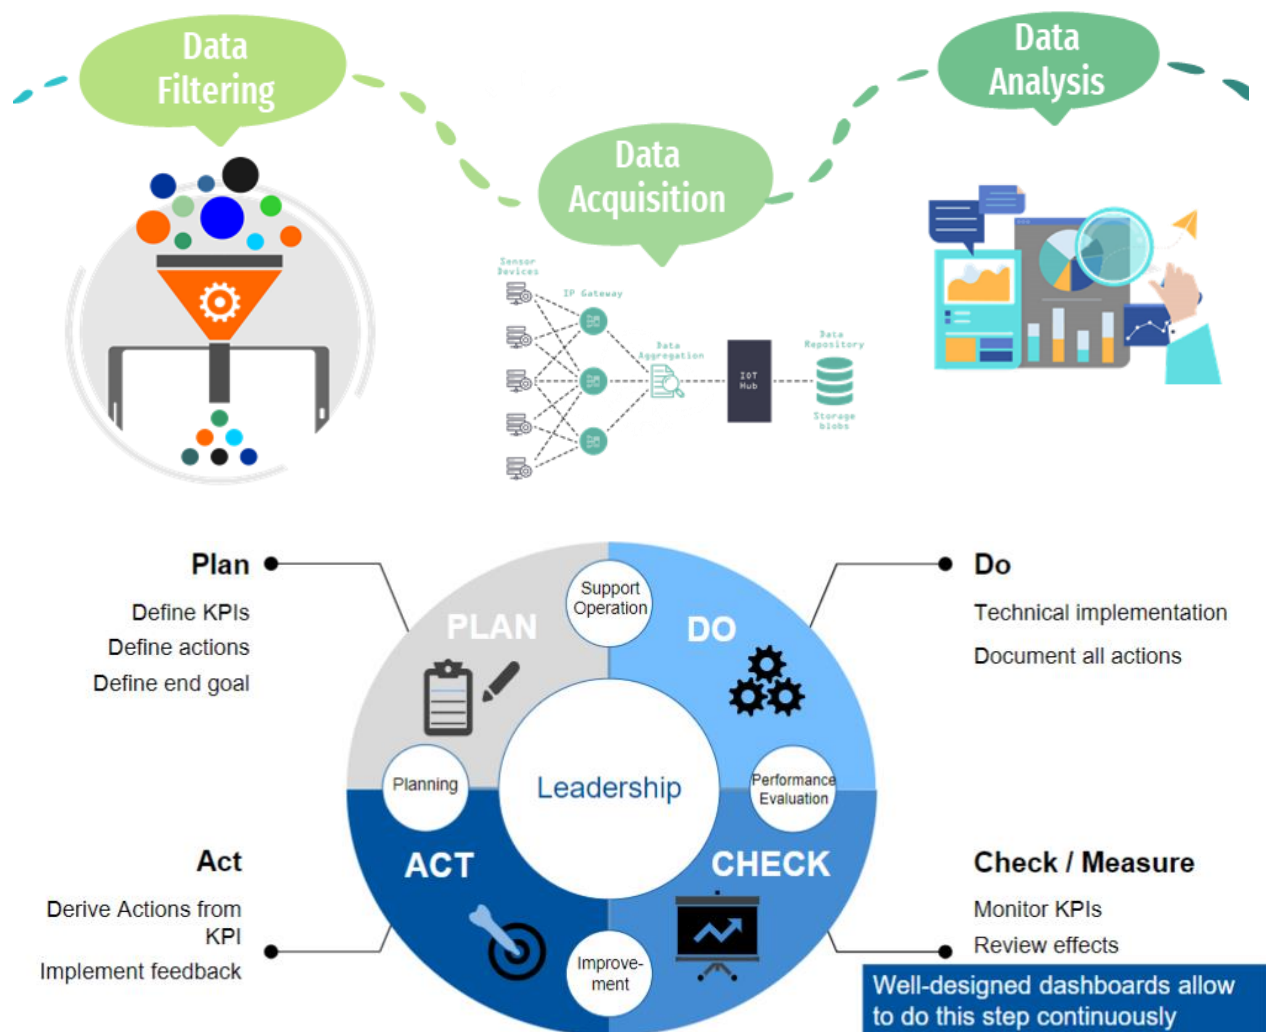 Data
Filtering
Data
Acquisition
Data
Analysis
Sensor
Devices
IP Gateway
Data
Aggregation
IOT
Hub
Data
Repository
Storage
blobs
Plan
Define KPIs
Define actions
Define end goal
Do
Technical implementation
Document all actions
PLAN
Support
Operation
DO
Planning
Leadership
Performance
Evaluation
ACT
CHECK
Improve-
ment
Act
Derive Actions from
KPI
Implement feedback
Check / Measure
Monitor KPIs
Review effects
Well-designed dashboards allow
to do this step continuously